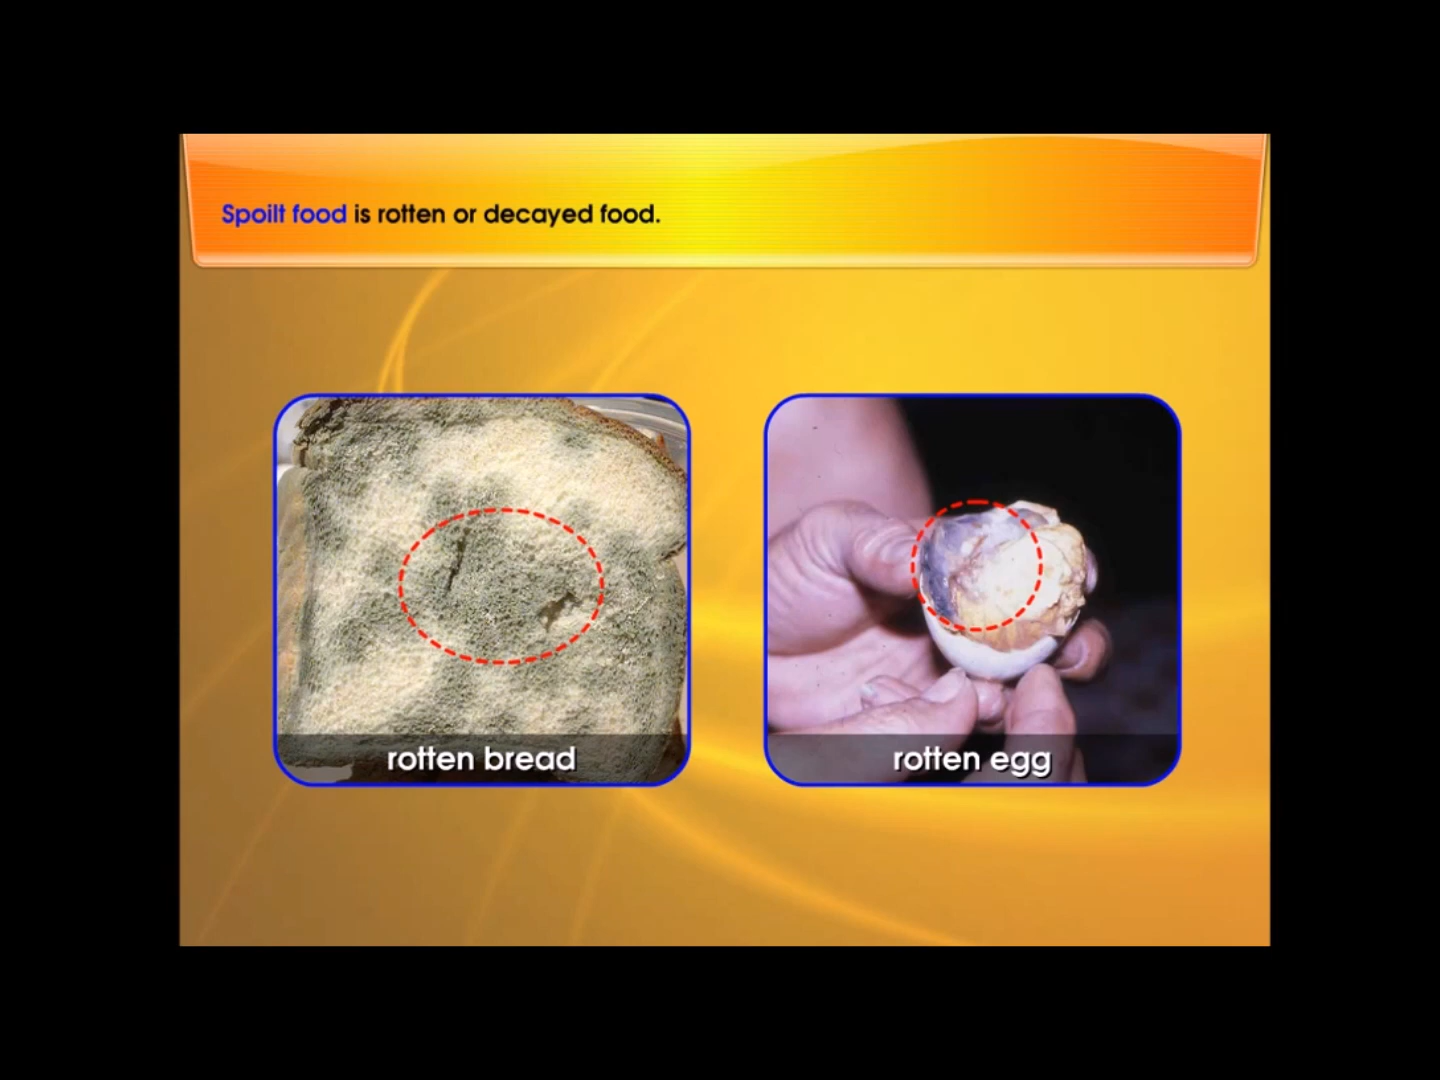 Spoilt food is rotten or decayed food.
rotten bread
rotten egg